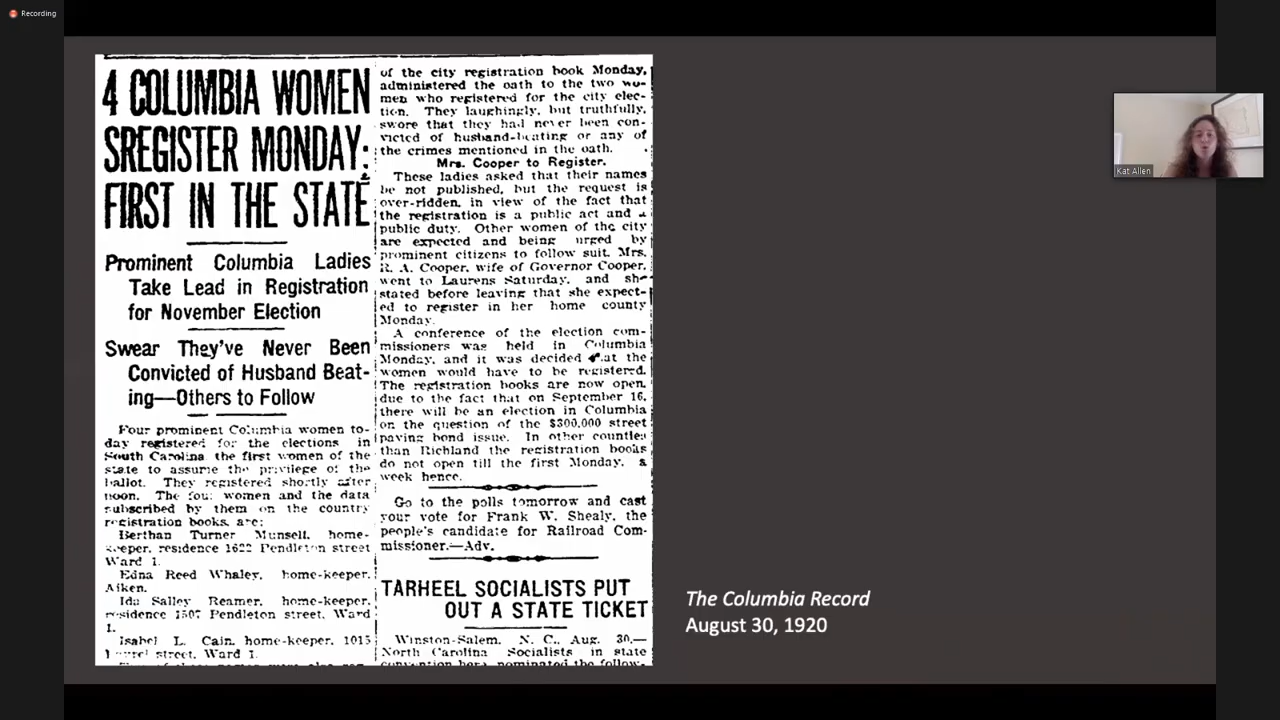 Recording
4 COLUMBIA WOMEN
SREGISTER MONDAY:
FIRST IN THE STATE
Prominent Columbia Ladies
Take Lead in Registration
for November Election
Swear They've Never Been
Convicted of Husband Beat-
ing—Others to Follow
Four prominent Columbia women to-
day registered for the elections in
South Carolina, the first women of the
state to assume the privilege of the
ballot. They registered shortly after
noon. The four women and the data
subscribed by them on the country
registration books, are:
Berthan Turner Munsell, home-
keeper, residence 1622 Pendleton street
Ward 1.
Edna Reed Whaley, home-keeper,
Aiken.
Ida Salley Reamer, home-keeper,
residence 1507 Pendleton street, Ward
1.
Isabel L. Cain, home-keeper, 1015
street, Ward 1.
of the city registration book Monday,
administered the oath to the two wo-
men who registered for the city elec-
tion. They laughingly, but truthfully,
swore that they had never been con-
victed of husband-beating or any of
the crimes mentioned in the oath.
Mrs. Cooper to Register.
These ladies asked that their names
be not published, but the request is
over-ridden, in view of the fact that
the registration is a public act and a
public duty. Other women of the city
are expected and being urged by
prominent citizens to follow suit. Mrs.
R. A. Cooper, wife of Governor Cooper,
went to Laurens Saturday, and she
stated before leaving that she expect-
ed to register in her home county
Monday.
A conference of the election com-
missioners was held in Columbia
Monday, and it was decided that the
women would have to be registered.
The registration books are now open,
due to the fact that on September 16,
there will be an election in Columbia
on the question of the $300,000 street
paving bond issue. In other counties
than Richland the registration books
do not open till the first Monday, a
week hence.
Go to the polls tomorrow and cast
your vote for Frank W. Shealy, the
people's candidate for Railroad Com-
missioner.—Adv.
TARHEEL SOCIALISTS PUT
OUT A STATE TICKET
Winston-Salem, N. C., Aug. 30,—
North Carolina Socialists in state
convention here nominated the follow-
The Columbia Record
August 30, 1920
Kat Allen